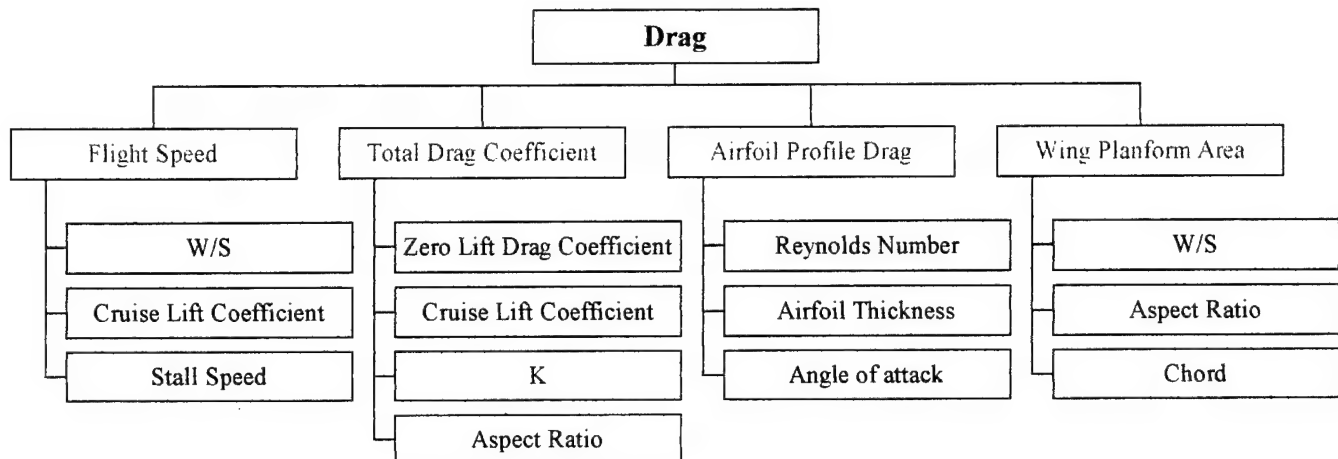 Drag
Flight Speed
Total Drag Coefficient
Airfoil Profile Drag
Wing Planform Area
W/S
Cruise Lift Coefficient
Stall Speed
Zero Lift Drag Coefficient
Cruise Lift Coefficient
K
Aspect Ratio
Reynolds Number
Airfoil Thickness
Angle of attack
W/S
Aspect Ratio
Chord